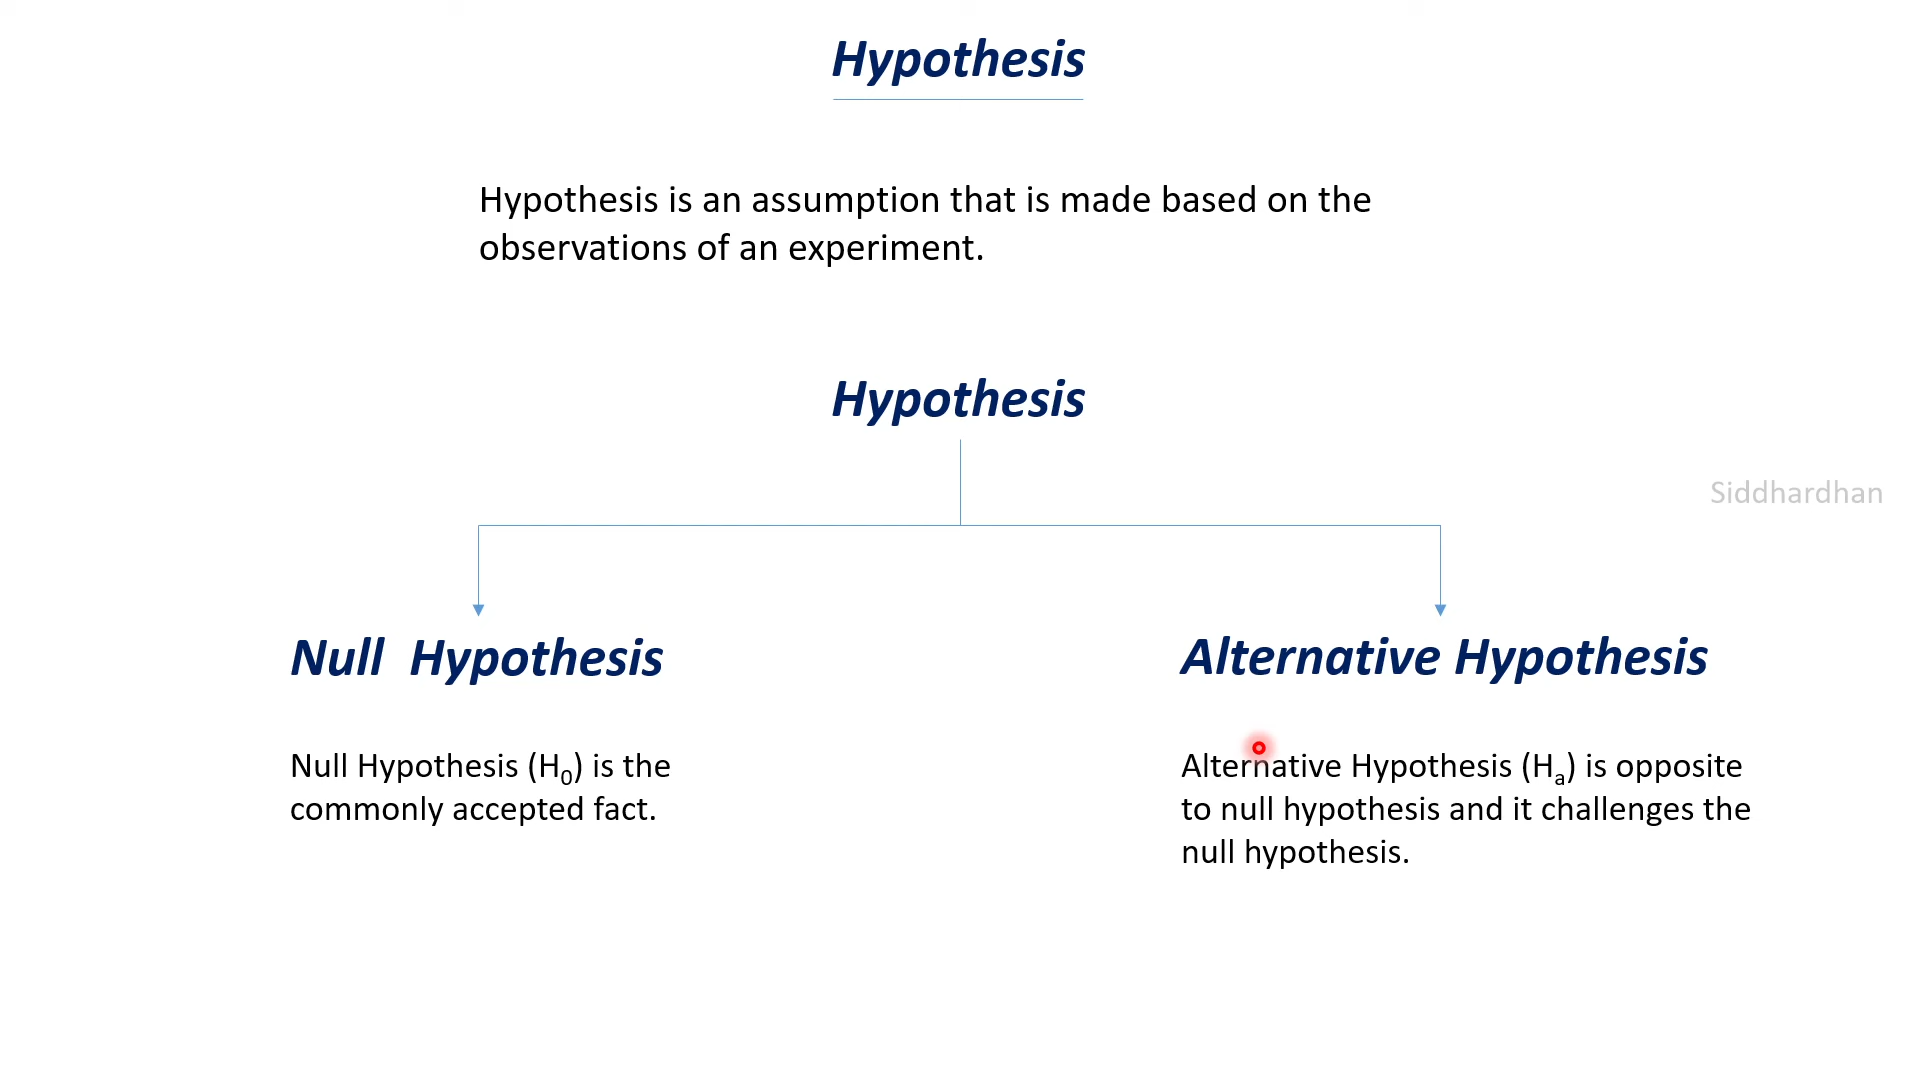 Hypothesis
Hypothesis is an assumption that is made based on the
observations of an experiment.
Hypothesis
Siddhardhan
Null  Hypothesis
Null Hypothesis (H0) is the
commonly accepted fact.
Alternative Hypothesis
Alternative Hypothesis (Ha) is opposite
to null hypothesis and it challenges the
null hypothesis.